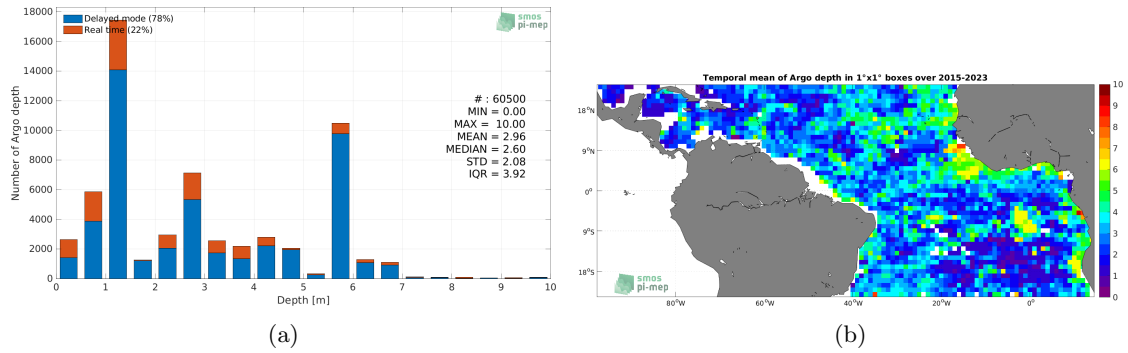 Delayed mode (78%)
Real time (22%)
smos
pi-mep
18000
16000
14000
12000
10000
8000
6000
4000
2000
0
Number of Argo depth
# : 60500
MIN = 0.00
MAX = 10.00
MEAN = 2.96
MEDIAN = 2.60
STD = 2.08
IQR = 3.92
0 1 2 3 4 5 6 7 8 9 10
Depth [m]
(a)
Temporal mean of Argo depth in 1°x1° boxes over 2015-2023
18°N
9°N
0°
9°S
18°S
80°W 60°W 40°W 20°W 0°
smos
pi-mep
10
9
8
7
6
5
4
3
2
1
0
(b)